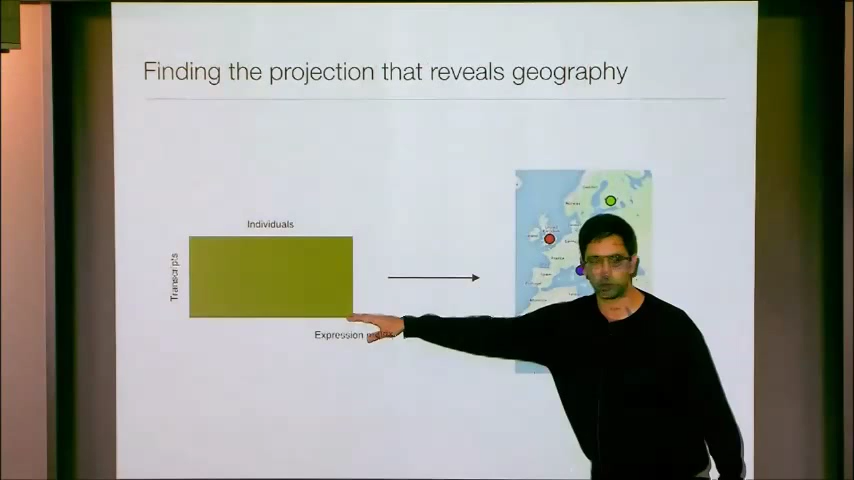 Finding the projection that reveals geography
Individuals
Transcripts
Expression